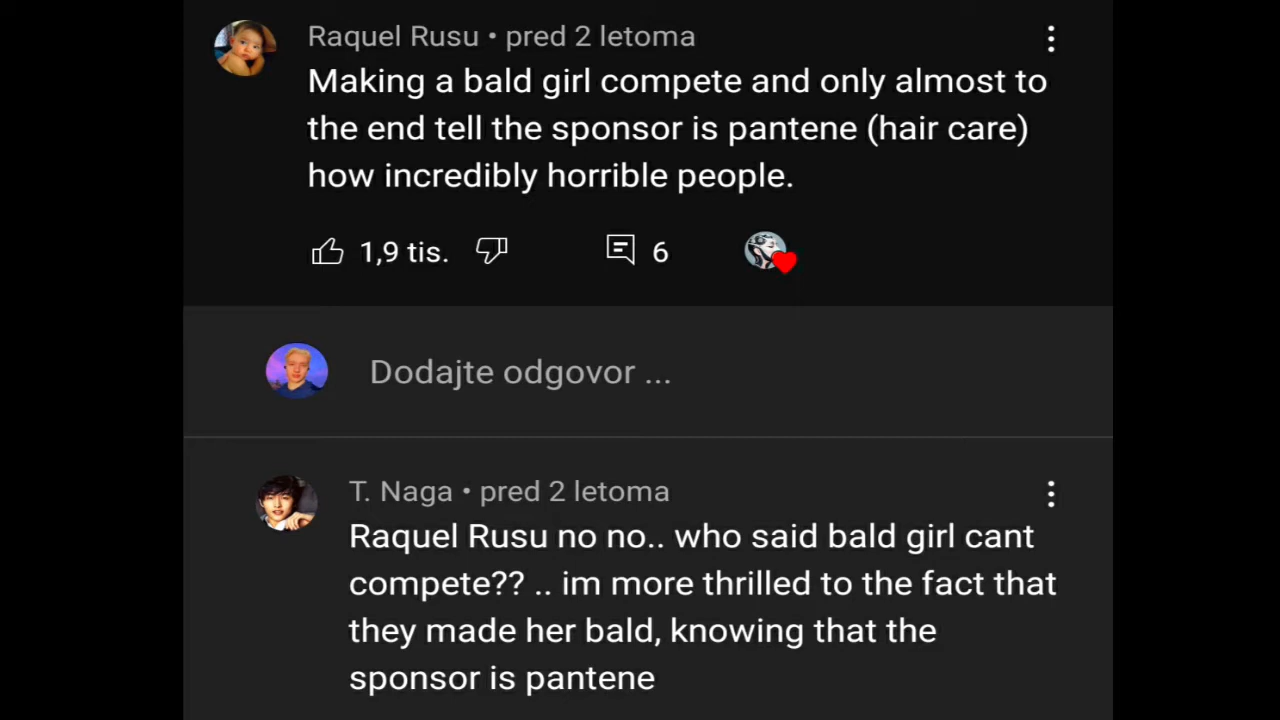 Raquel Rusu • pred 2 letoma
Making a bald girl compete and only almost to
the end tell the sponsor is pantene (hair care)
how incredibly horrible people.
1,9 tis. 6
Dodajte odgovor ...
T. Naga • pred 2 letoma
Raquel Rusu no no.. who said bald girl cant
compete?? .. im more thrilled to the fact that
they made her bald, knowing that the
sponsor is pantene